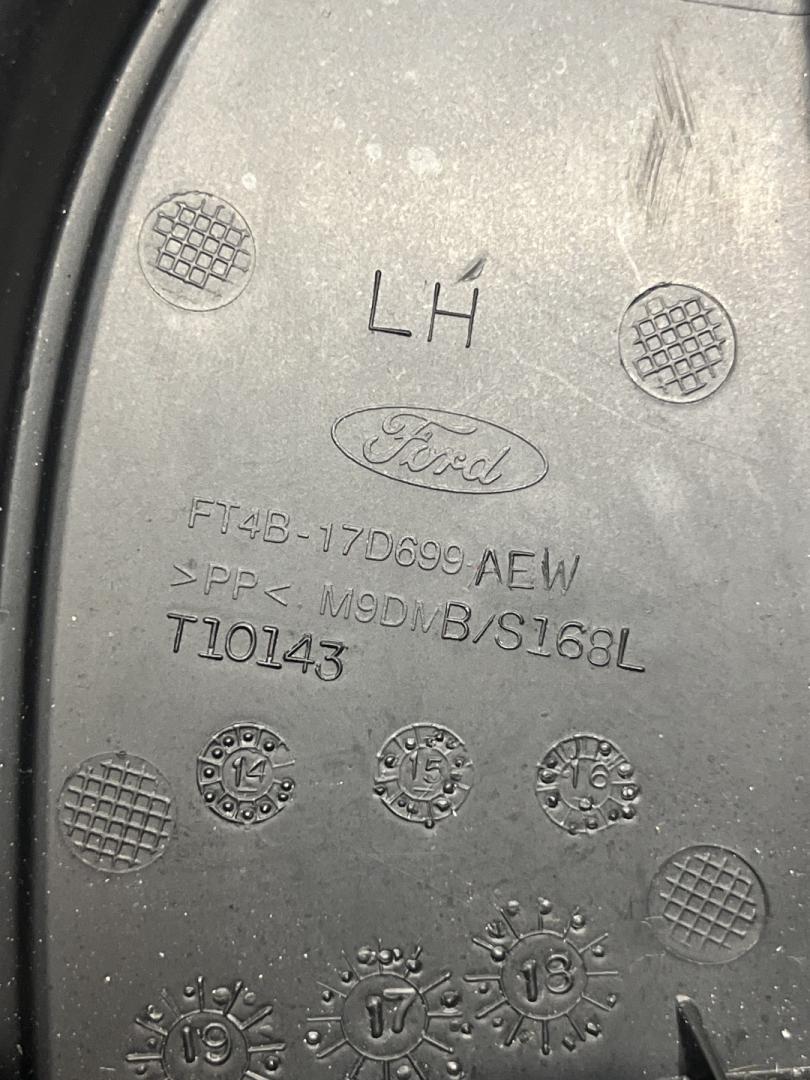 LH
Ford
FT4B-17D699 AEW
>PP< M9DMB/S168L
T10143
14 15 16
19 17 18